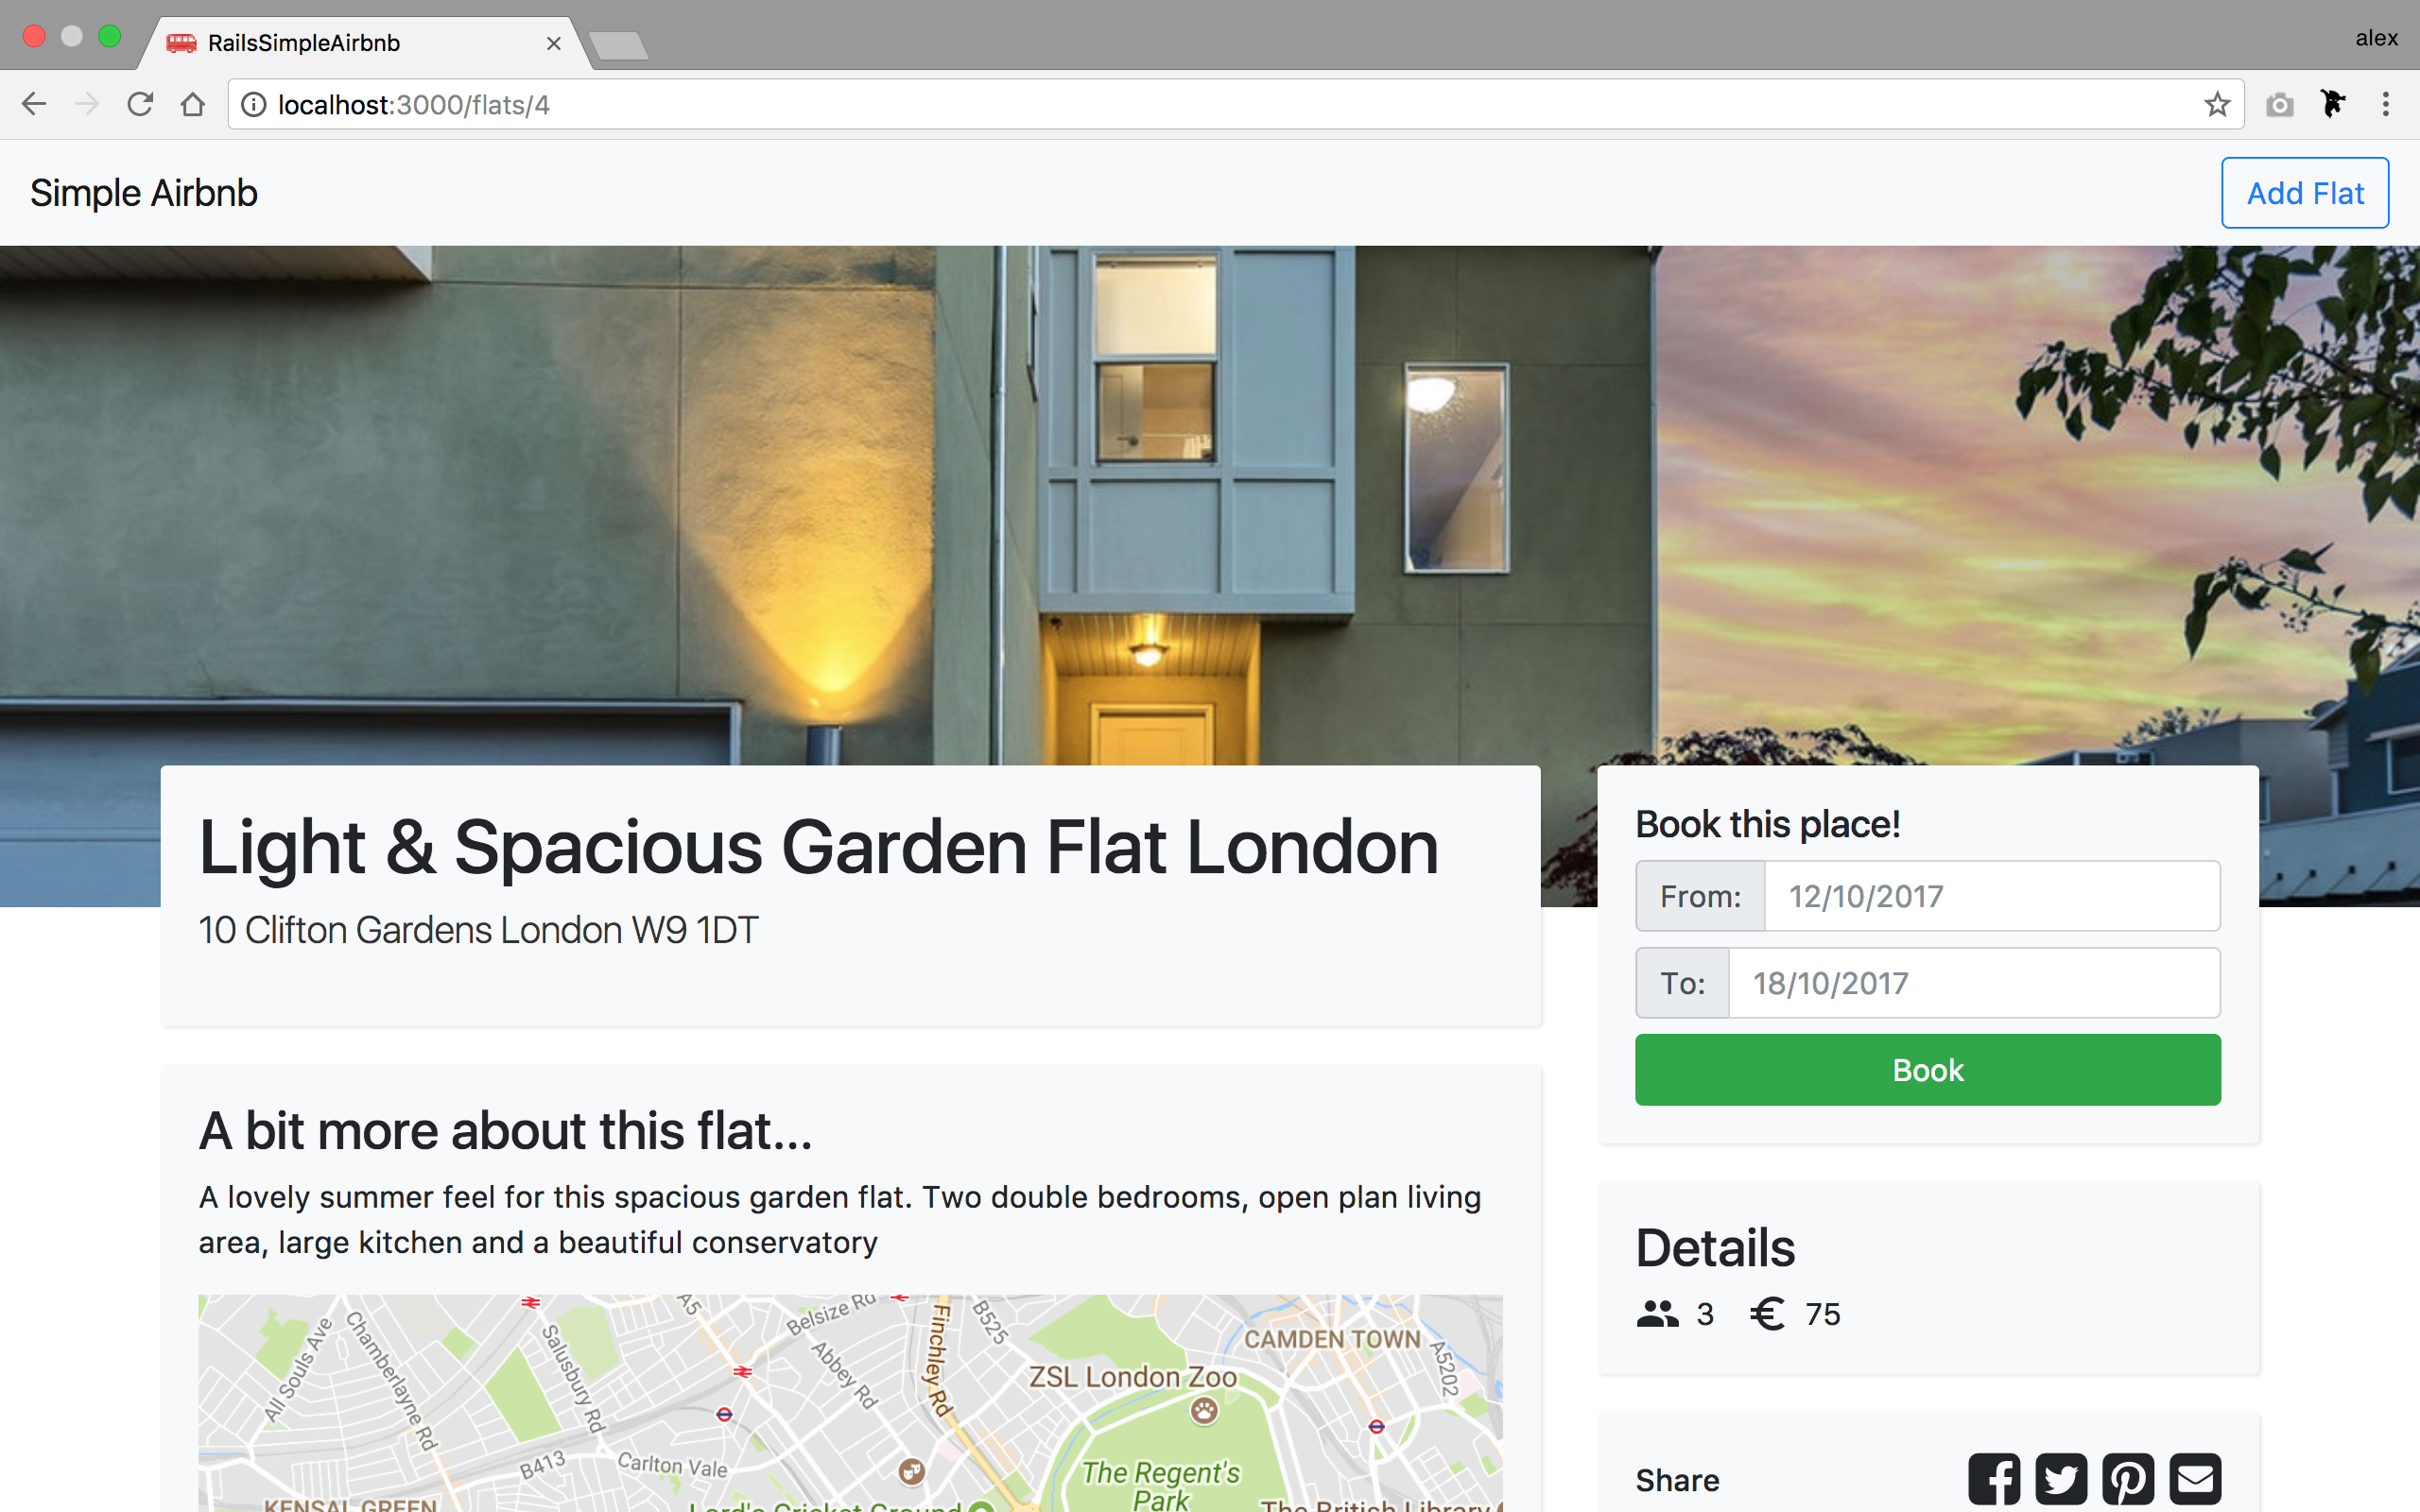 RailsSimpleAirbnb
alex
localhost:3000/flats/4
Simple Airbnb
Add Flat
Light & Spacious Garden Flat London
10 Clifton Gardens London W9 1DT
Book this place!
From: 12/10/2017
To: 18/10/2017
Book
A bit more about this flat...
A lovely summer feel for this spacious garden flat. Two double bedrooms, open plan living
area, large kitchen and a beautiful conservatory
Details
3 € 75
Share
All Souls Ave
Chamberlayne Rd
Salusbury Rd
A5
Belsize Rd
Abbey Rd
Finchley Rd
B525
CAMDEN TOWN
A5202
ZSL London Zoo
B413
Carlton Vale
The Regent's
Park
KENSAL GREEN
Lord's Cricket Ground
The British Library